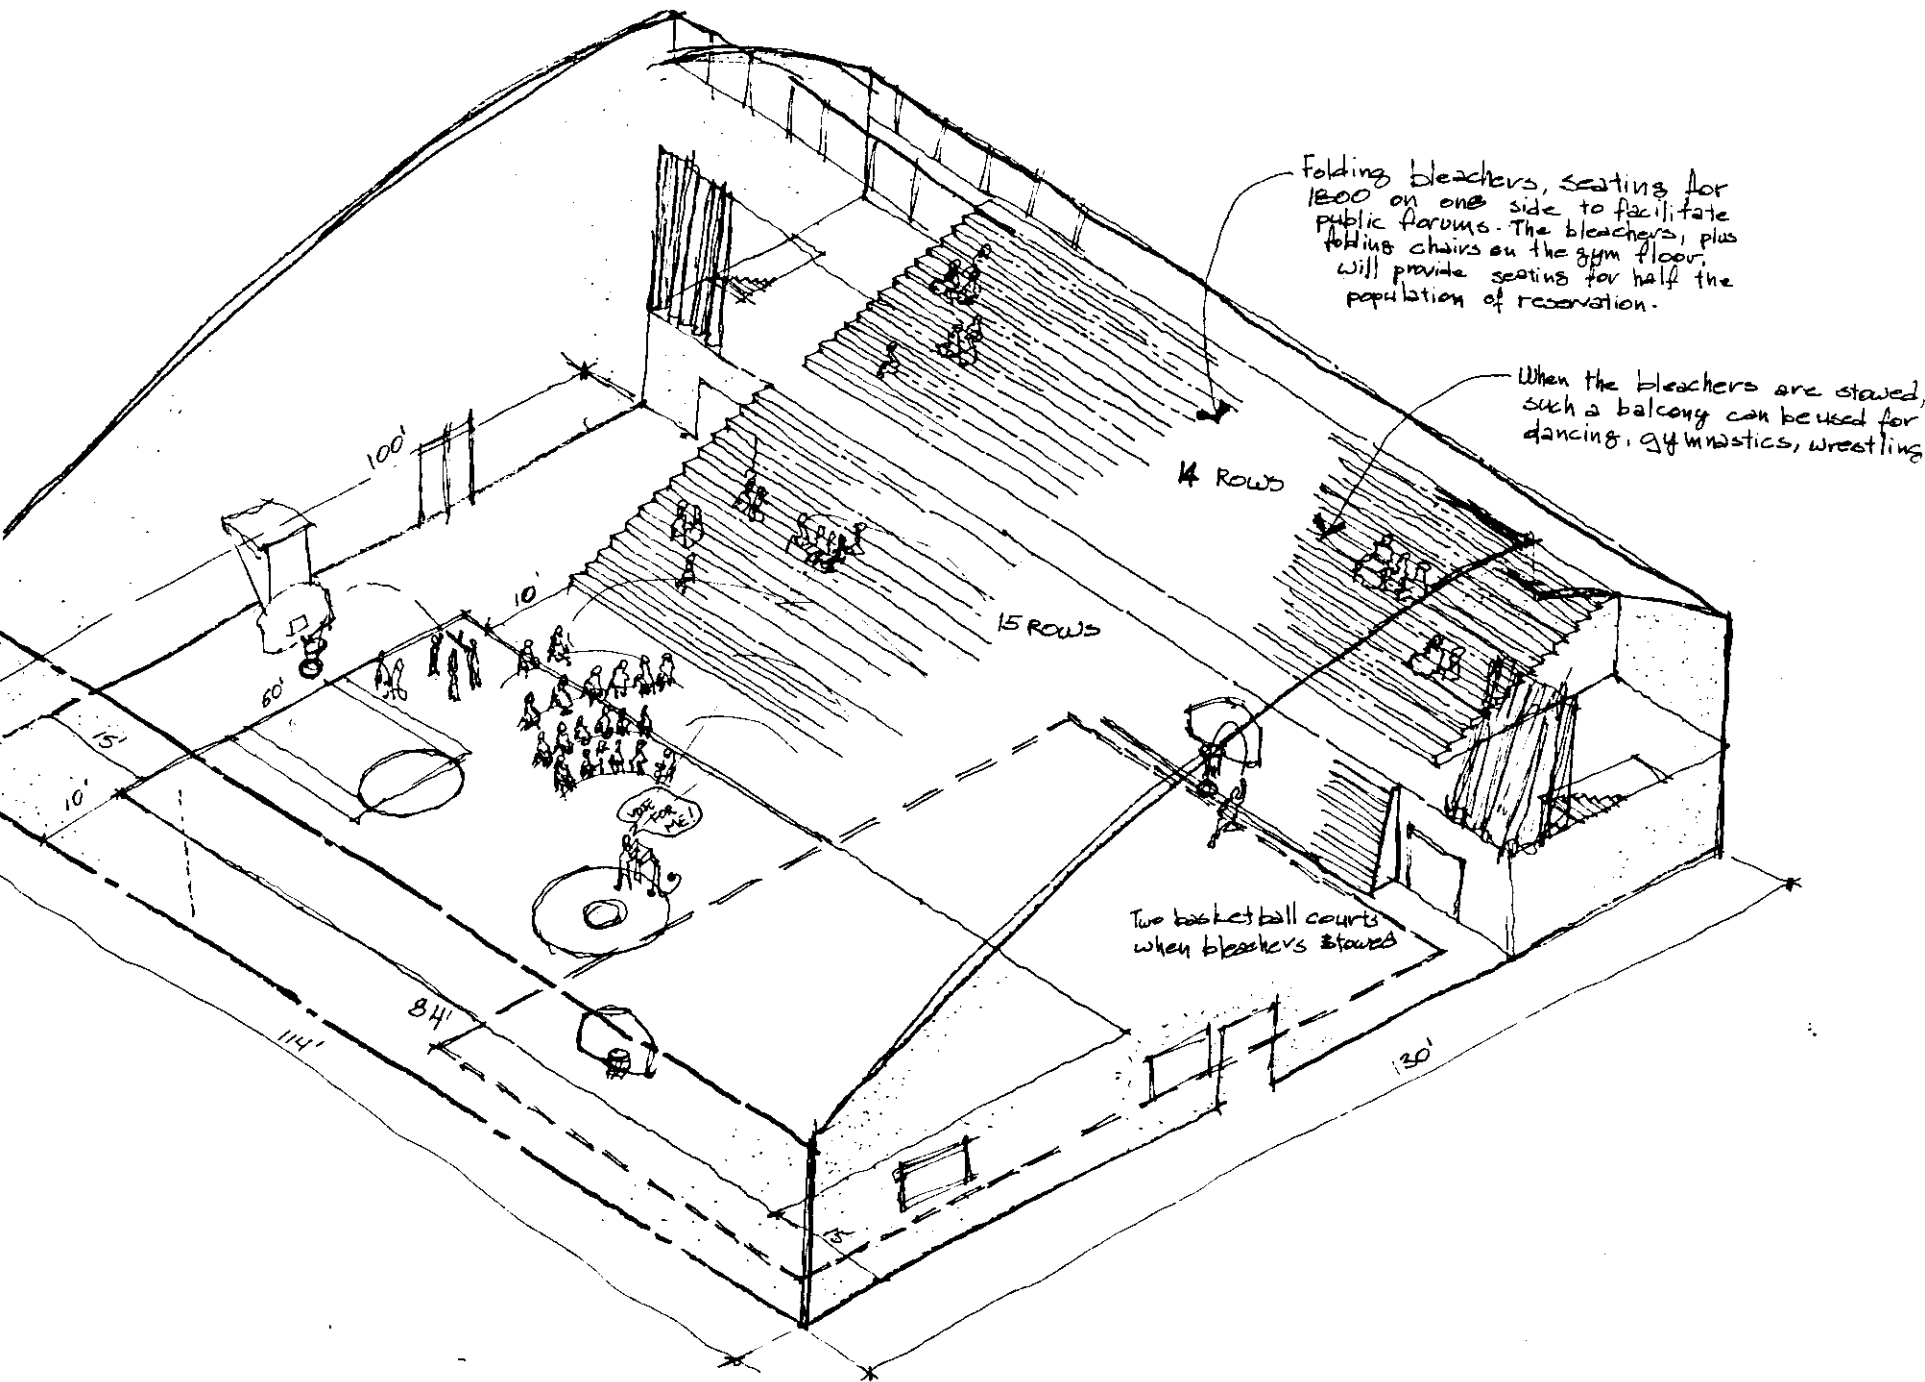 Folding bleachers, seating for
1800 on one side to facilitate
public forums. The bleachers, plus
folding chairs on the gym floor,
will provide seating for half the
population of reservation.
When the bleachers are stowed,
such a balcony can be used for
dancing, gymnastics, wrestling
100'
14 ROWS
10'
15 ROWS
60'
15'
10'
VOTE
FOR
ME!
Two basketball courts
when bleachers stowed
84'
114'
130'
15